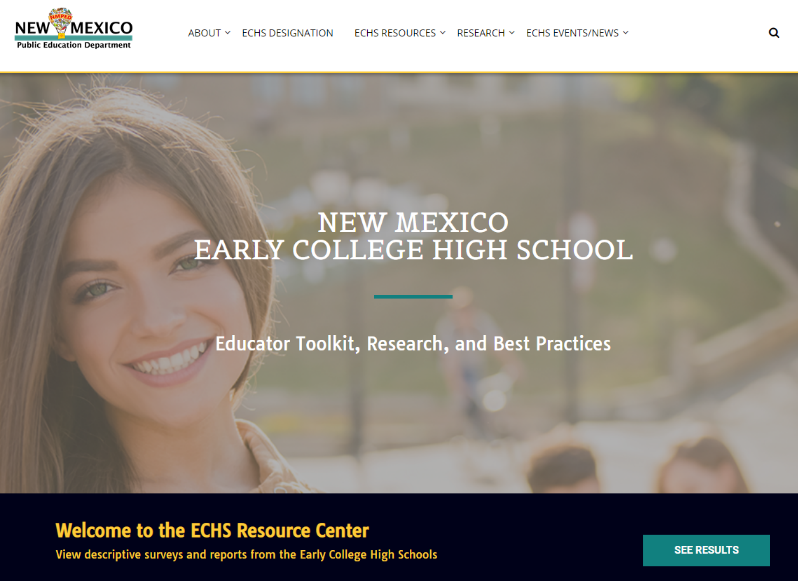 NMPED
NEW MEXICO
Public Education Department
ABOUT
ECHS DESIGNATION
ECHS RESOURCES
RESEARCH
ECHS EVENTS/NEWS
NEW MEXICO
EARLY COLLEGE HIGH SCHOOL
Educator Toolkit, Research, and Best Practices
Welcome to the ECHS Resource Center
View descriptive surveys and reports from the Early College High Schools
SEE RESULTS